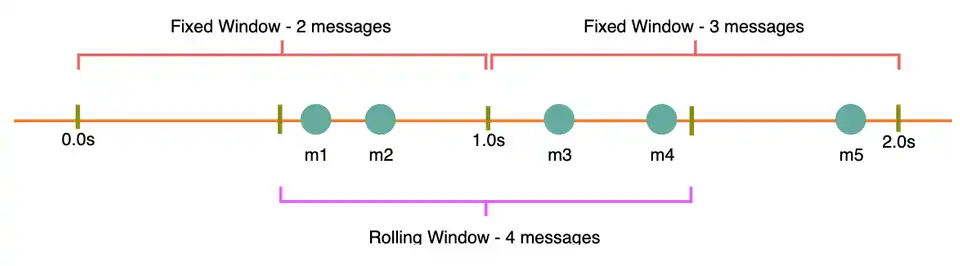 Fixed Window - 2 messages
Fixed Window - 3 messages
0.0s
1.0s
2.0s
m1
m2
m3
m4
m5
Rolling Window - 4 messages